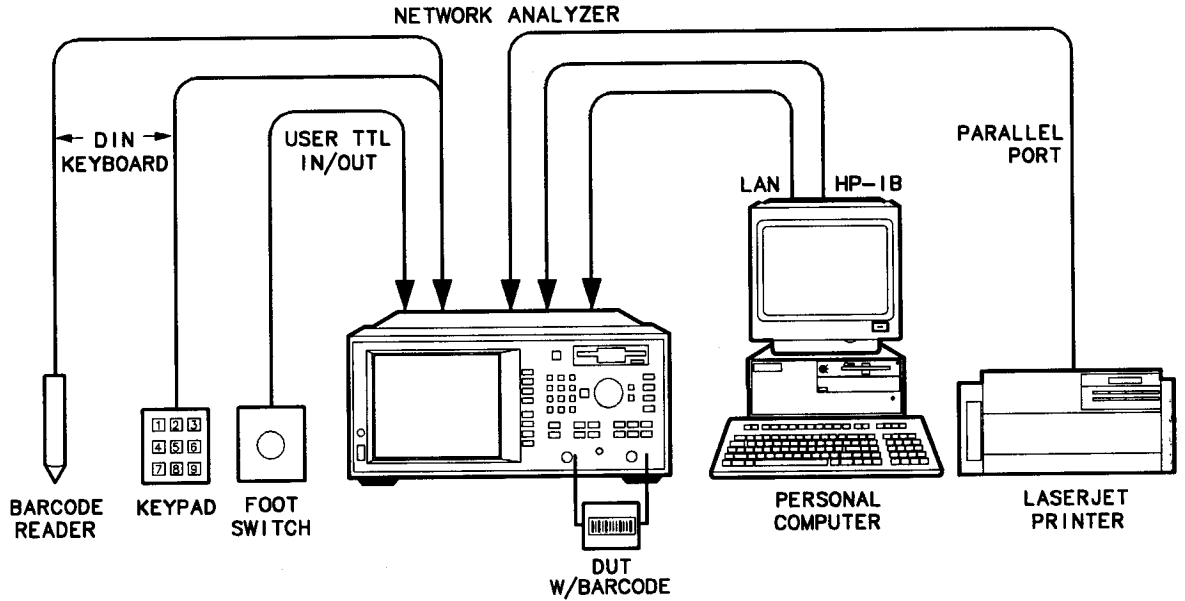 NETWORK ANALYZER
DIN
KEYBOARD
USER TTL
IN/OUT
PARALLEL
PORT
LAN
HP-IB
1 2 3
4 5 6
7 8 9
BARCODE
READER
KEYPAD
FOOT
SWITCH
PERSONAL
COMPUTER
LASERJET
PRINTER
DUT
W/BARCODE